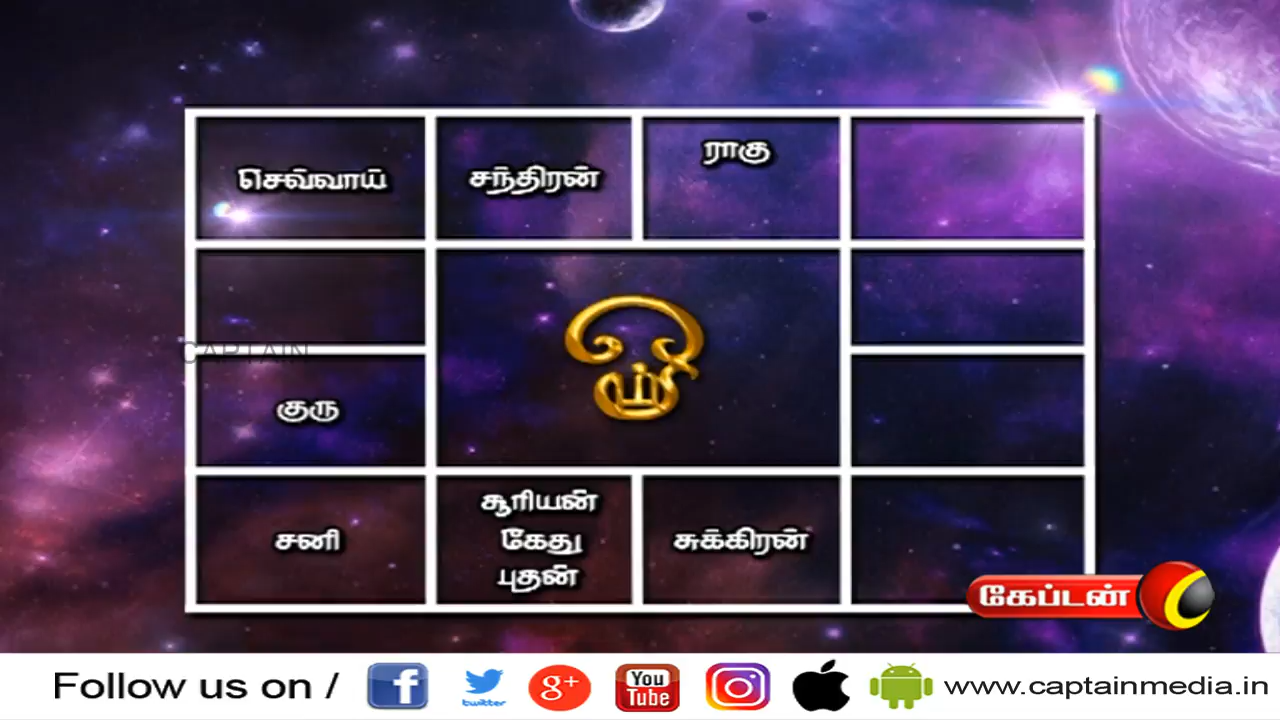 செவ்வாய்
சந்திரன்
ராகு
CAPTAIN
குரு
சனி
சூரியன்
கேது
புதன்
சுக்கிரன்
கேப்டன்
Follow us on /
f
twitter
g+
You
Tube
www.captainmedia.in